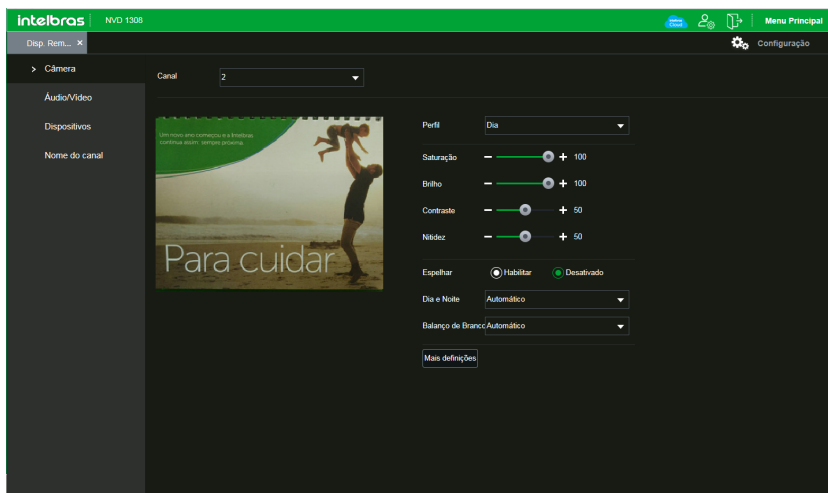 intelbras NVD 1308 Intelbras Cloud Menu Principal
Disp. Rem... Configuração
Câmera
Áudio/Vídeo
Dispositivos
Nome do canal
Canal 2
Um novo ano começou e a Intelbras
continua assim: sempre próxima.
Para cuidar
Perfil Dia
Saturação 100
Brilho 100
Contraste 50
Nitidez 50
Espelhar Habilitar Desativado
Dia e Noite Automático
Balanço de Branco Automático
Mais definições